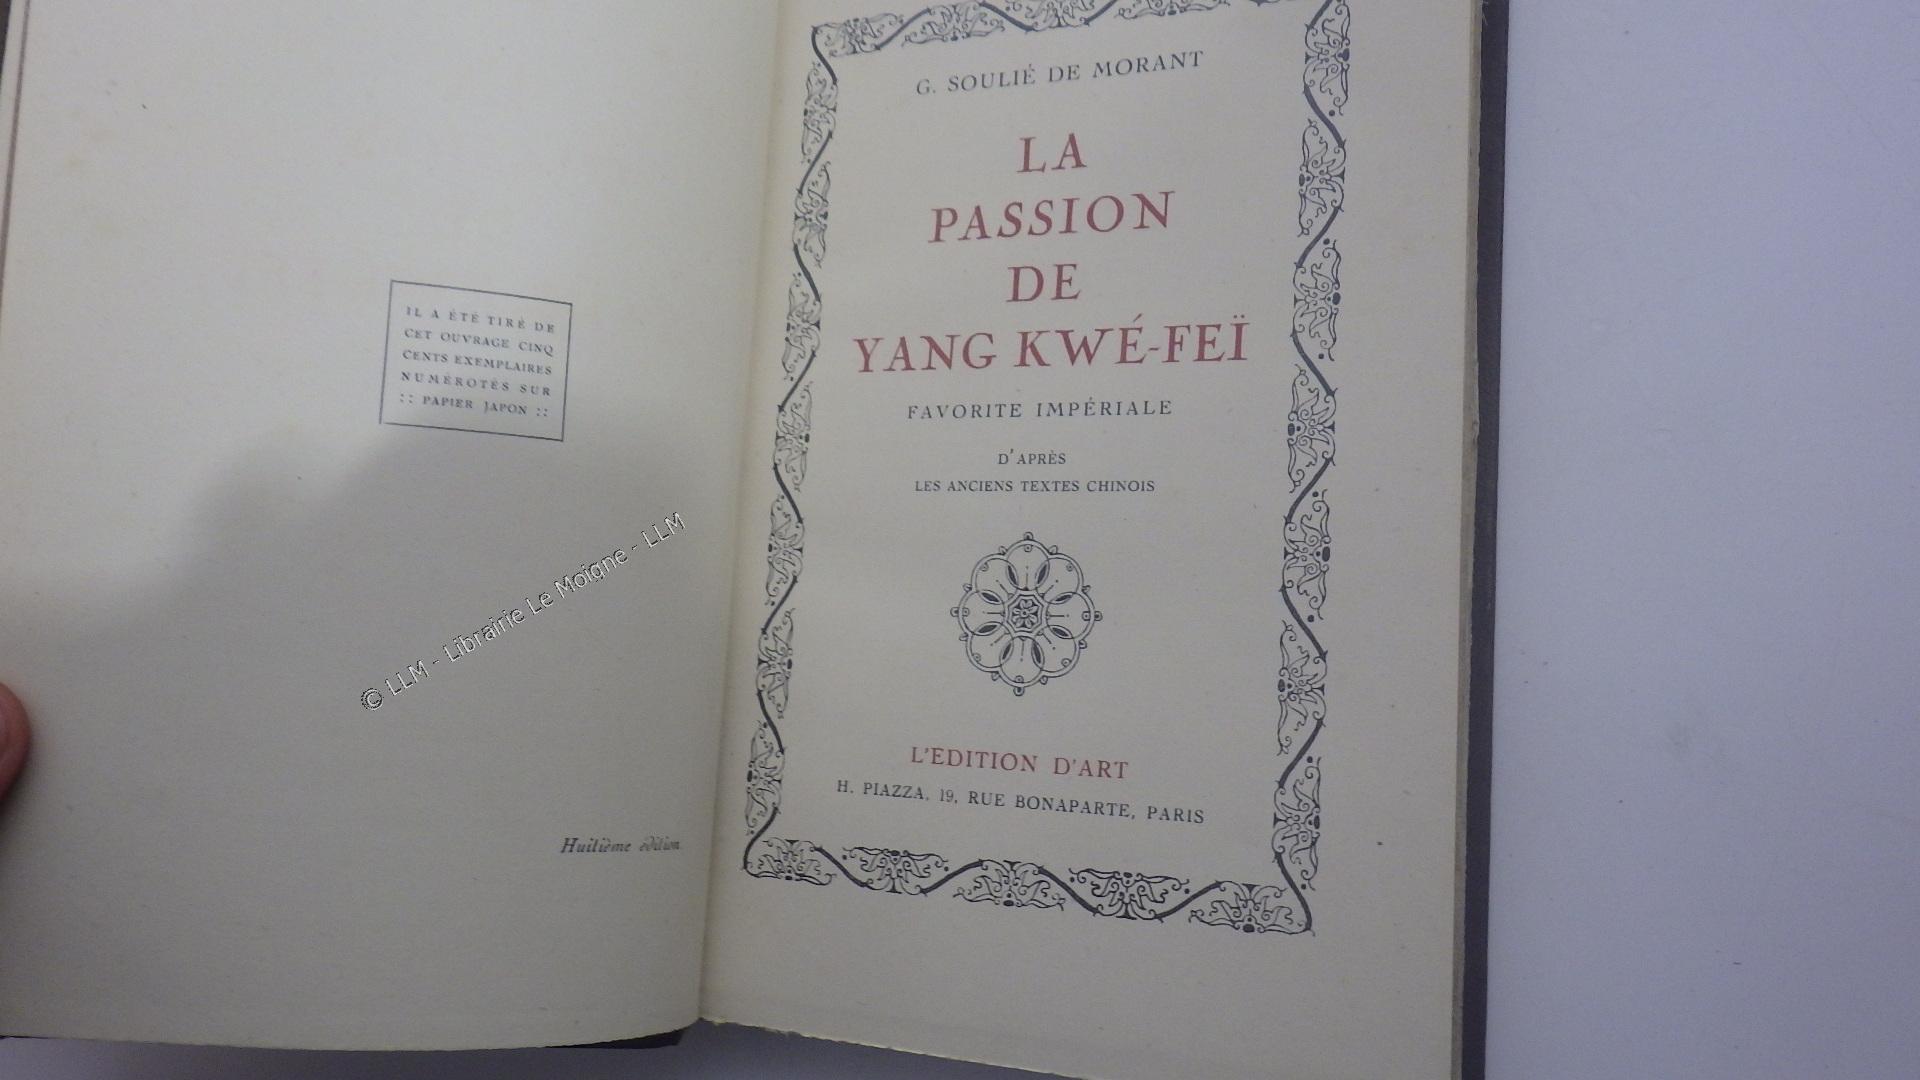 IL A ÉTÉ TIRÉ DE
CET OUVRAGE CINQ
CENTS EXEMPLAIRES
NUMÉROTÉS SUR
:: PAPIER JAPON ::
Huitième édition.
G. SOULIÉ DE MORANT
LA
PASSION
DE
YANG KWÉ-FEÏ
FAVORITE IMPÉRIALE
D'APRÈS
LES ANCIENS TEXTES CHINOIS
L'EDITION D'ART
H. PIAZZA, 19, RUE BONAPARTE, PARIS
© LLM - Librairie Le Moigne - LLM